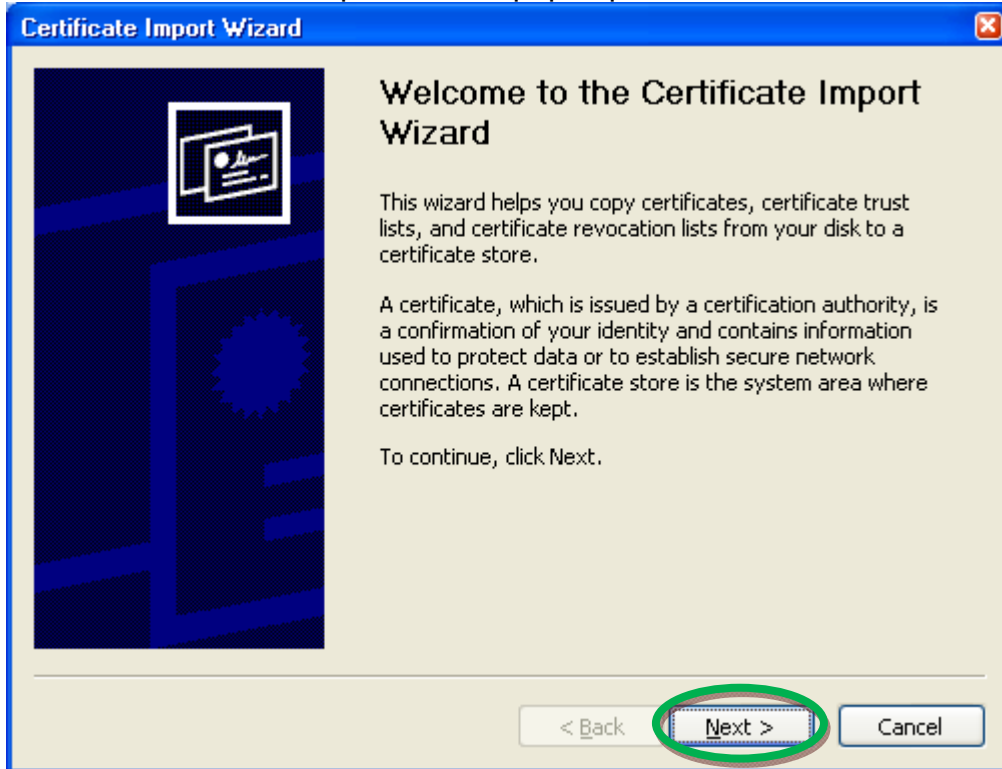 Certificate Import Wizard
Welcome to the Certificate Import
Wizard
This wizard helps you copy certificates, certificate trust
lists, and certificate revocation lists from your disk to a
certificate store.
A certificate, which is issued by a certification authority, is
a confirmation of your identity and contains information
used to protect data or to establish secure network
connections. A certificate store is the system area where
certificates are kept.
To continue, click Next.
< Back Next > Cancel